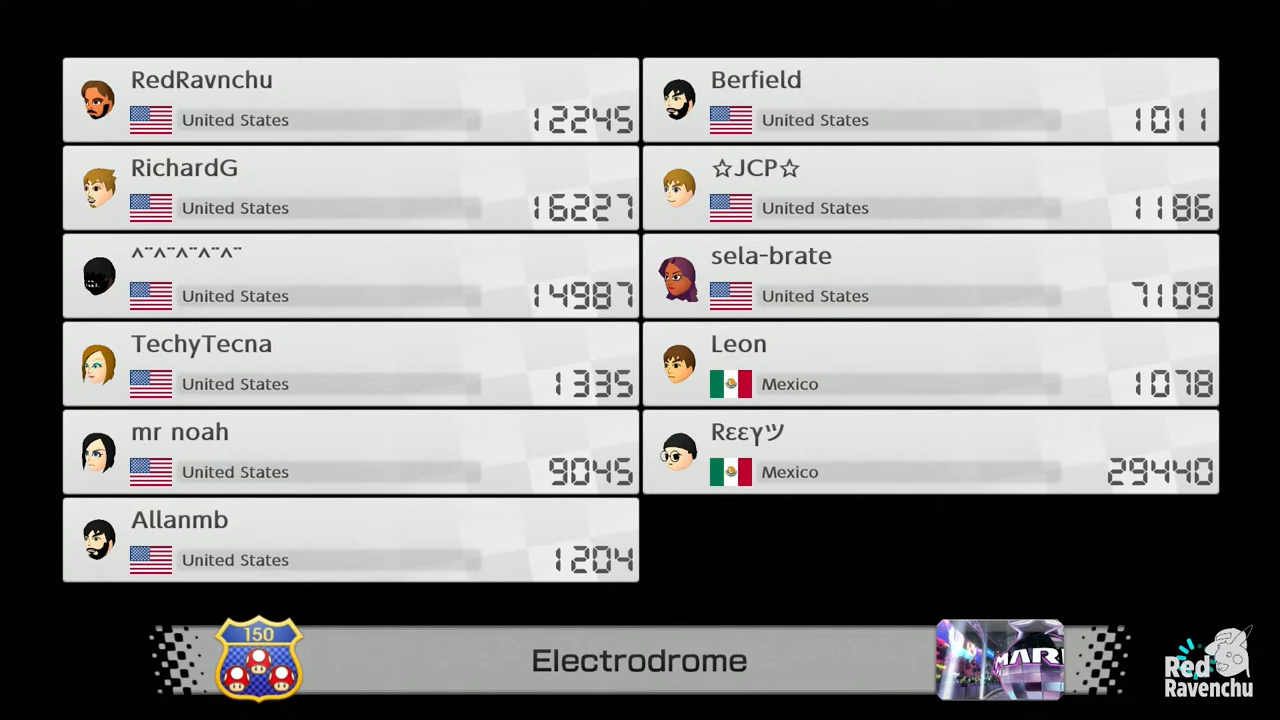 RedRavnchu
United States 12245
RichardG
United States 16227
^¨^¨^¨^¨^¨
United States 14987
TechyTecna
United States 1335
mr noah
United States 9045
Allanmb
United States 1204
Berfield
United States 1011
☆JCP☆
United States 1186
sela-brate
United States 7109
Leon
Mexico 1078
Rεεγツ
Mexico 29440
150
Electrodrome
MARI
Red
Ravenchu